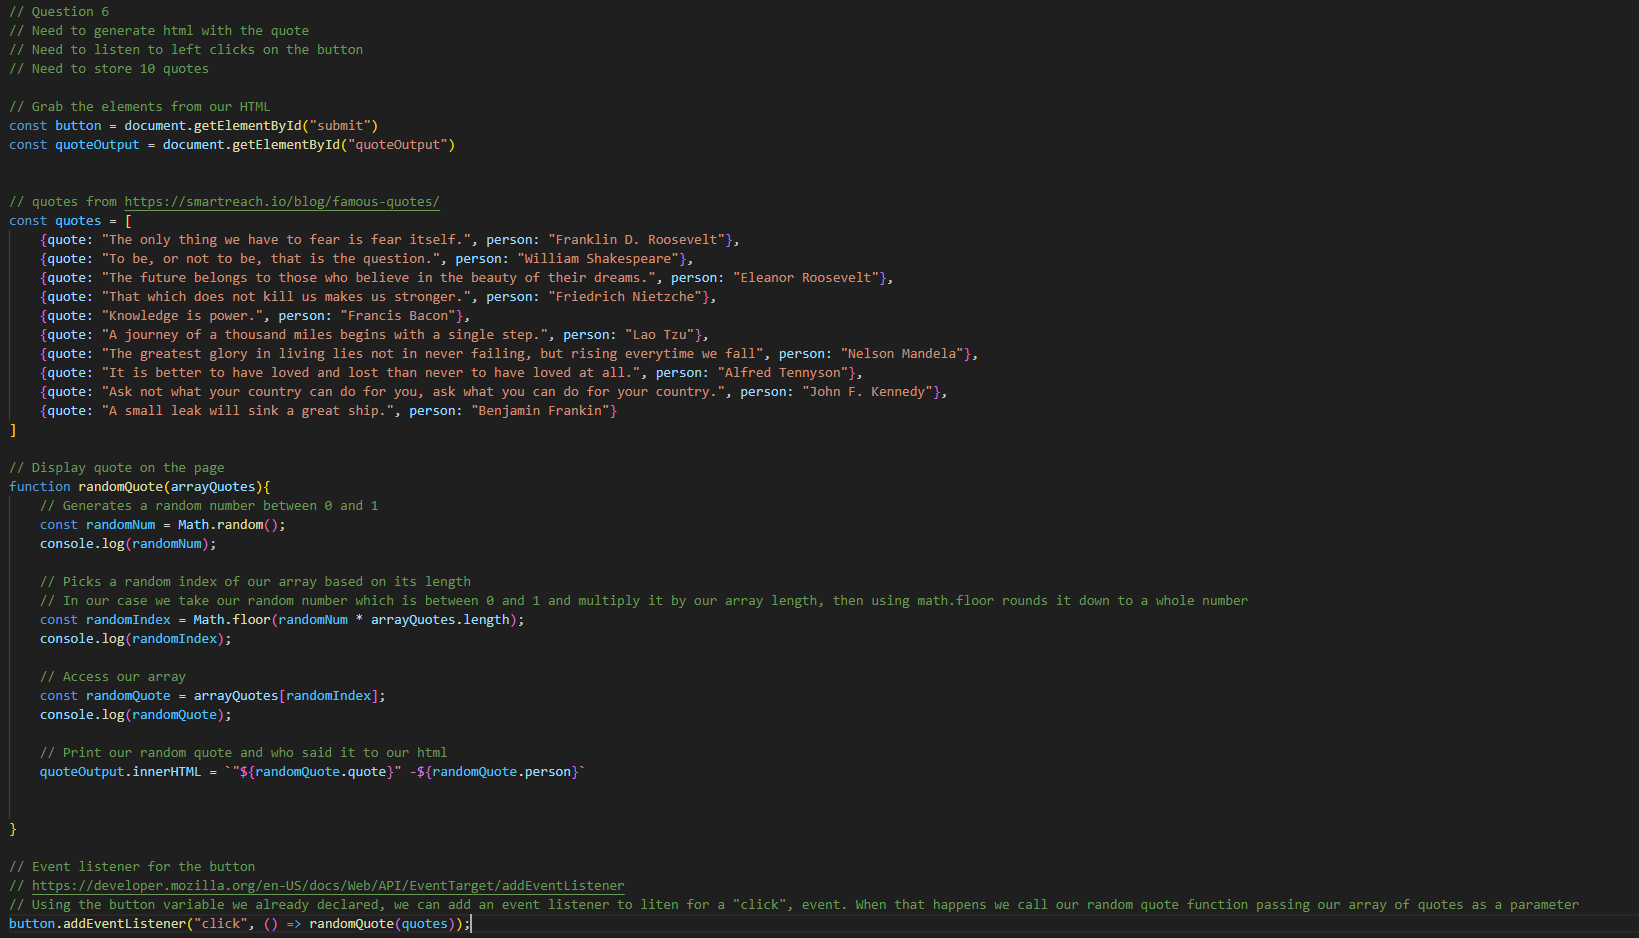 // Question 6
// Need to generate html with the quote
// Need to listen to left clicks on the button
// Need to store 10 quotes
// Grab the elements from our HTML
const button = document.getElementById("submit")
const quoteOutput = document.getElementById("quoteOutput")
// quotes from https://smartreach.io/blog/famous-quotes/
const quotes = [
{quote: "The only thing we have to fear is fear itself.", person: "Franklin D. Roosevelt"},
{quote: "To be, or not to be, that is the question.", person: "William Shakespeare"},
{quote: "The future belongs to those who believe in the beauty of their dreams.", person: "Eleanor Roosevelt"},
{quote: "That which does not kill us makes us stronger.", person: "Friedrich Nietzche"},
{quote: "Knowledge is power.", person: "Francis Bacon"},
{quote: "A journey of a thousand miles begins with a single step.", person: "Lao Tzu"},
{quote: "The greatest glory in living lies not in never failing, but rising everytime we fall", person: "Nelson Mandela"},
{quote: "It is better to have loved and lost than never to have loved at all.", person: "Alfred Tennyson"},
{quote: "Ask not what your country can do for you, ask what you can do for your country.", person: "John F. Kennedy"},
{quote: "A small leak will sink a great ship.", person: "Benjamin Frankin"}
]
// Display quote on the page
function randomQuote(arrayQuotes){
// Generates a random number between 0 and 1
const randomNum = Math.random();
console.log(randomNum);
// Picks a random index of our array based on its length
// In our case we take our random number which is between 0 and 1 and multiply it by our array length, then using math.floor rounds it down to a whole number
const randomIndex = Math.floor(randomNum * arrayQuotes.length);
console.log(randomIndex);
// Access our array
const randomQuote = arrayQuotes[randomIndex];
console.log(randomQuote);
// Print our random quote and who said it to our html
quoteOutput.innerHTML = `"${randomQuote.quote}" -${randomQuote.person}`
}
// Event listener for the button
// https://developer.mozilla.org/en-US/docs/Web/API/EventTarget/addEventListener
// Using the button variable we already declared, we can add an event listener to liten for a "click", event. When that happens we call our random quote function passing our array of quotes as a parameter
button.addEventListener("click", () => randomQuote(quotes));